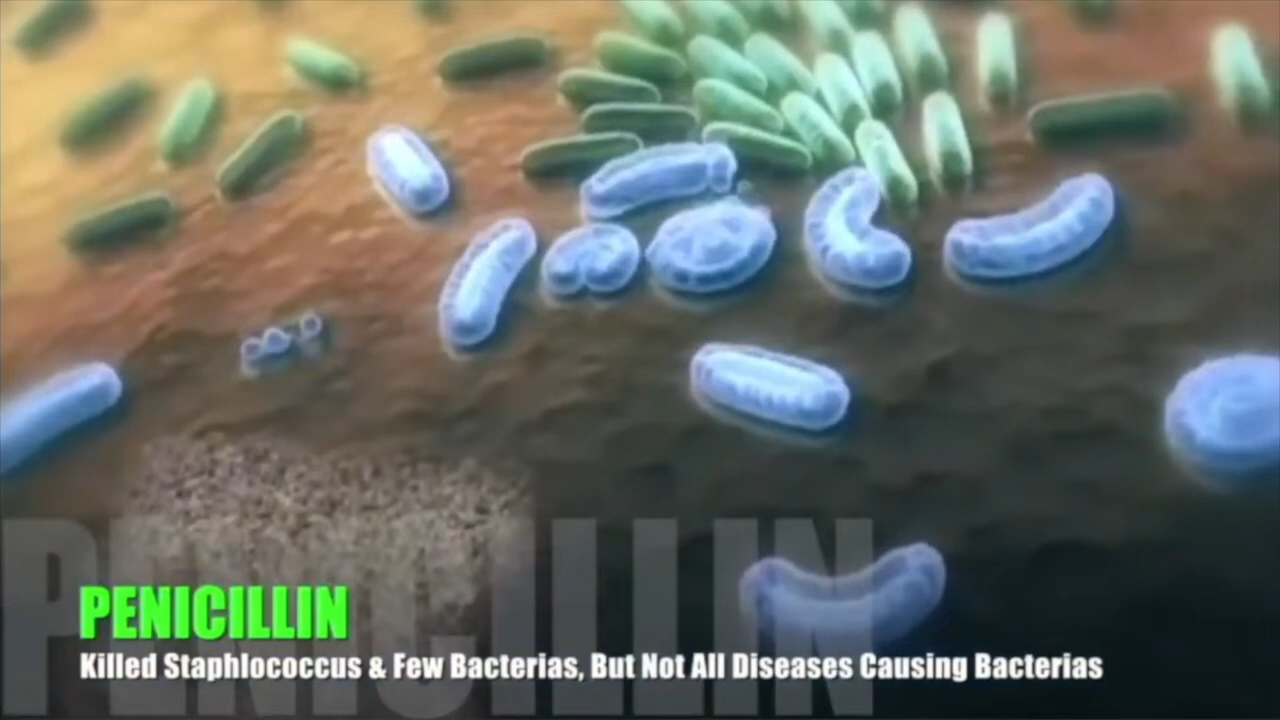 PENICILLIN
PENICILLIN
Killed Staphlococcus & Few Bacterias, But Not All Diseases Causing Bacterias